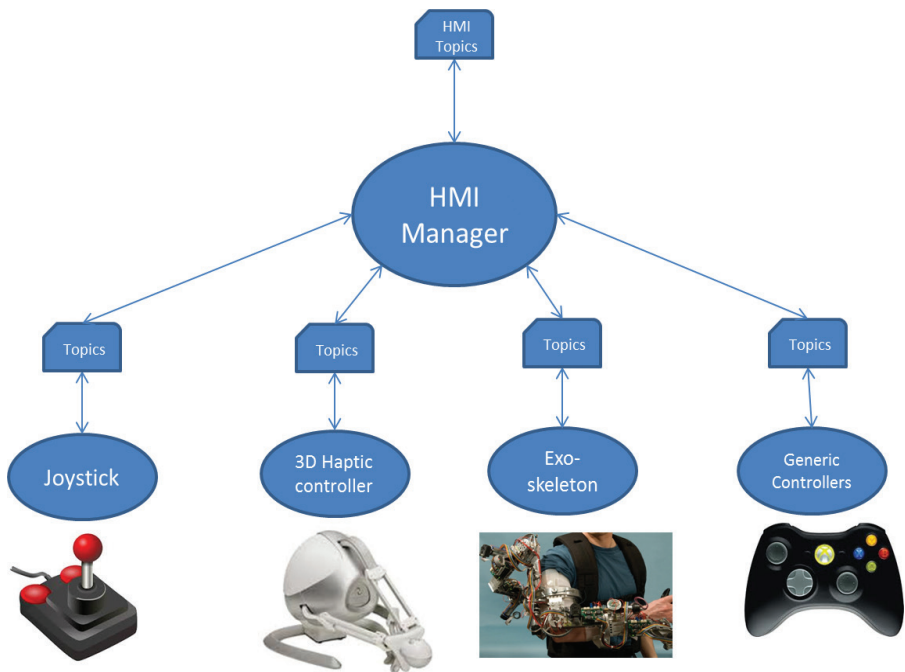 HMI
Topics
HMI
Manager
Topics
Topics
Topics
Topics
Joystick
3D Haptic
controller
Exo-
skeleton
Generic
Controllers